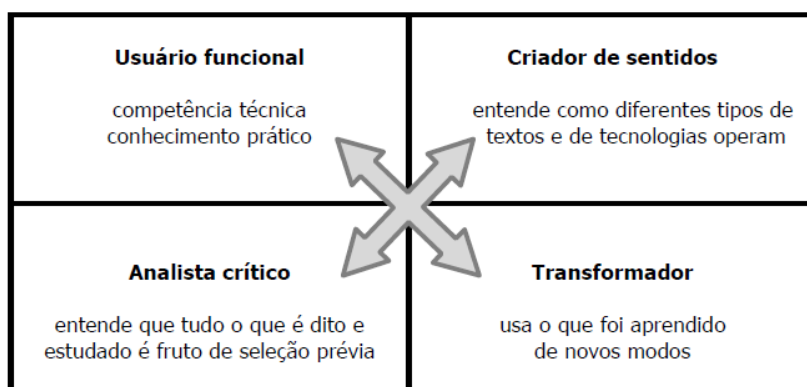 Usuário funcional
competência técnica
conhecimento prático
Criador de sentidos
entende como diferentes tipos de
textos e de tecnologias operam
Analista crítico
entende que tudo o que é dito e
estudado é fruto de seleção prévia
Transformador
usa o que foi aprendido
de novos modos